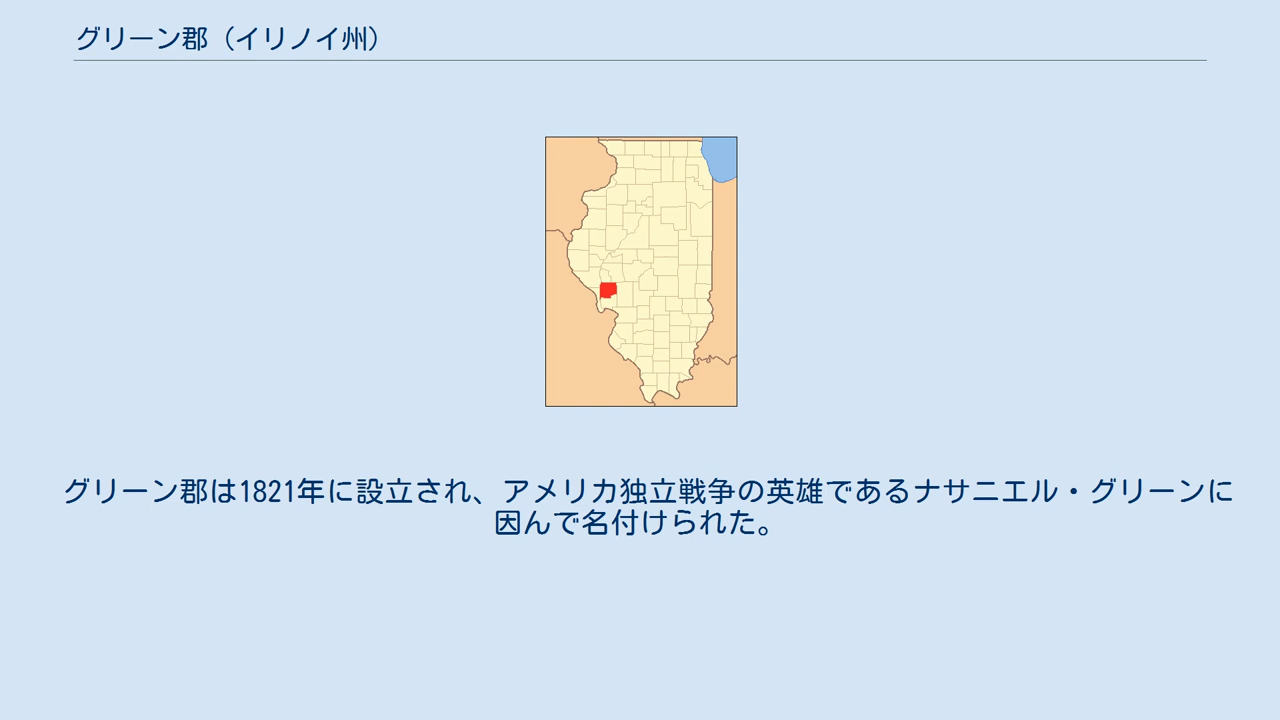 グリーン郡（イリノイ州）
グリーン郡は1821年に設立され、アメリカ独立戦争の英雄であるナサニエル・グリーンに
因んで名付けられた。